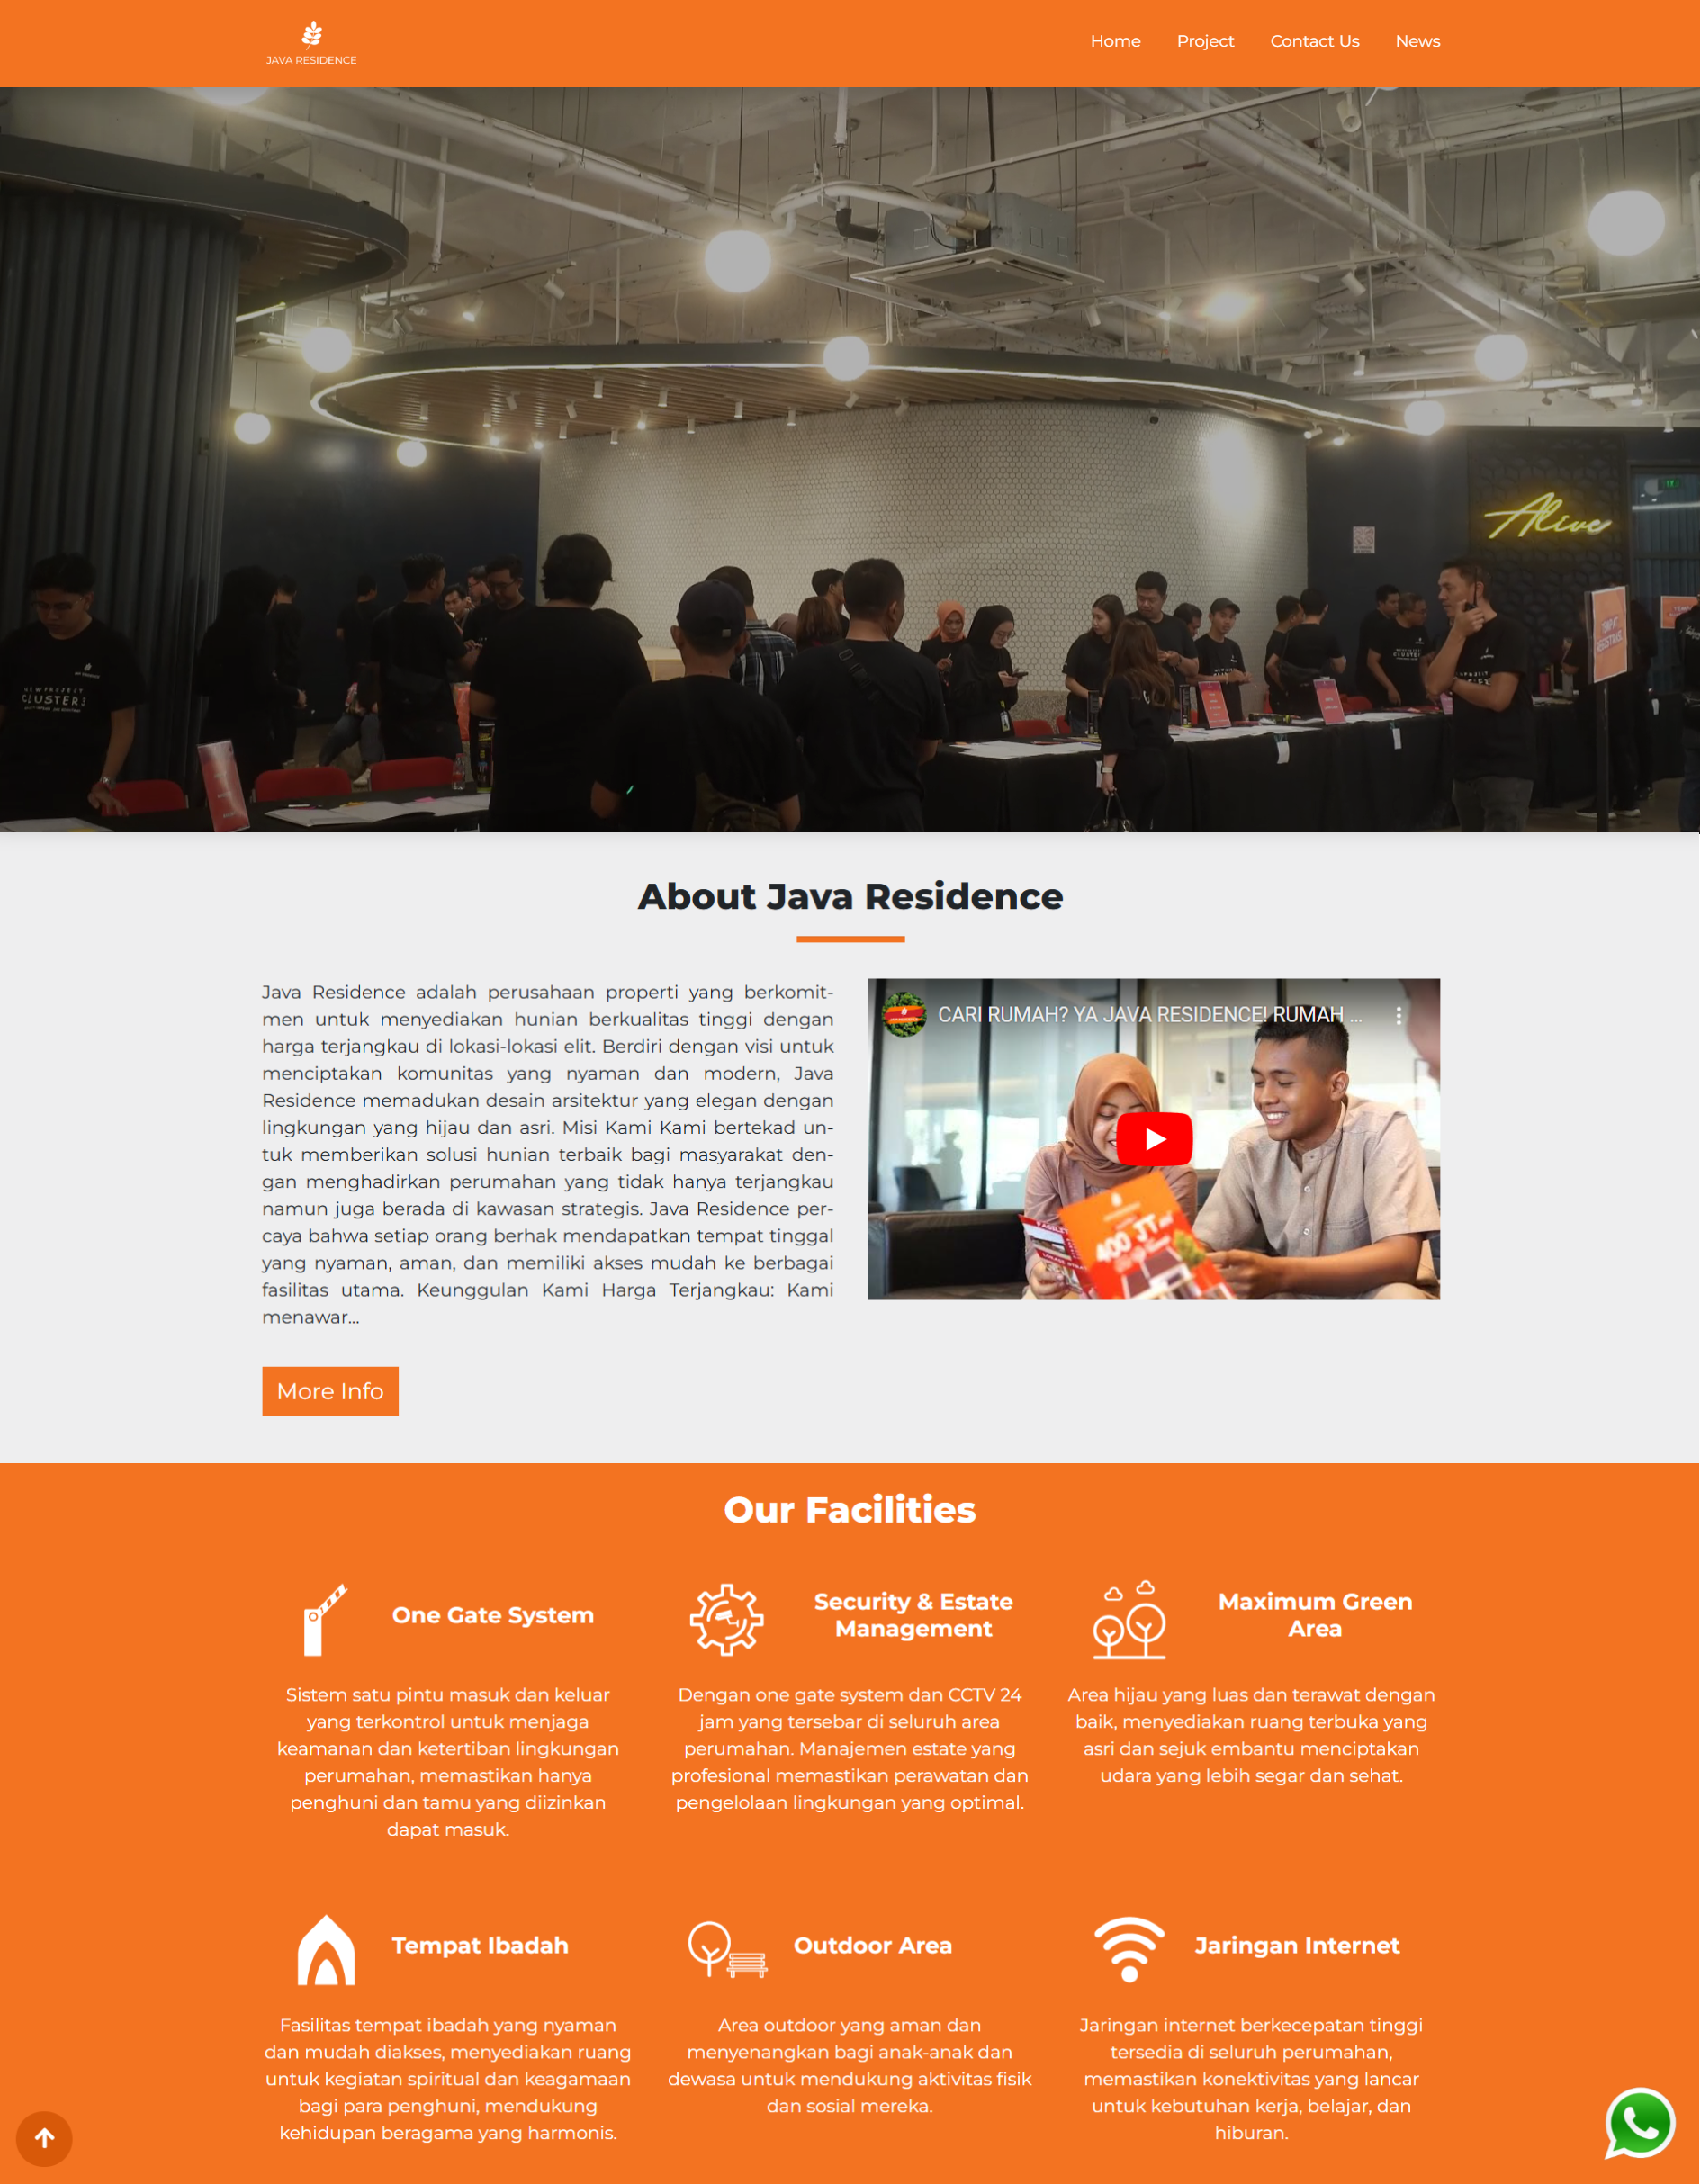 JAVA RESIDENCE
Home Project Contact Us News
Alive
CLUSTERS
About Java Residence
Java Residence adalah perusahaan properti yang berkomit-
men untuk menyediakan hunian berkualitas tinggi dengan
harga terjangkau di lokasi-lokasi elit. Berdiri dengan visi untuk
menciptakan komunitas yang nyaman dan modern, Java
Residence memadukan desain arsitektur yang elegan dengan
lingkungan yang hijau dan asri. Misi Kami Kami bertekad un-
tuk memberikan solusi hunian terbaik bagi masyarakat den-
gan menghadirkan perumahan yang tidak hanya terjangkau
namun juga berada di kawasan strategis. Java Residence per-
caya bahwa setiap orang berhak mendapatkan tempat tinggal
yang nyaman, aman, dan memiliki akses mudah ke berbagai
fasilitas utama. Keunggulan Kami Harga Terjangkau: Kami
menawar...
CARI RUMAH? YA JAVA RESIDENCE! RUMAH ...
400 JT
More Info
Our Facilities
One Gate System
Sistem satu pintu masuk dan keluar
yang terkontrol untuk menjaga
keamanan dan ketertiban lingkungan
perumahan, memastikan hanya
penghuni dan tamu yang diizinkan
dapat masuk.
Security & Estate
Management
Dengan one gate system dan CCTV 24
jam yang tersebar di seluruh area
perumahan. Manajemen estate yang
profesional memastikan perawatan dan
pengelolaan lingkungan yang optimal.
Maximum Green
Area
Area hijau yang luas dan terawat dengan
baik, menyediakan ruang terbuka yang
asri dan sejuk embantu menciptakan
udara yang lebih segar dan sehat.
Tempat Ibadah
Fasilitas tempat ibadah yang nyaman
dan mudah diakses, menyediakan ruang
untuk kegiatan spiritual dan keagamaan
bagi para penghuni, mendukung
kehidupan beragama yang harmonis.
Outdoor Area
Area outdoor yang aman dan
menyenangkan bagi anak-anak dan
dewasa untuk mendukung aktivitas fisik
dan sosial mereka.
Jaringan Internet
Jaringan internet berkecepatan tinggi
tersedia di seluruh perumahan,
memastikan konektivitas yang lancar
untuk kebutuhan kerja, belajar, dan
hiburan.